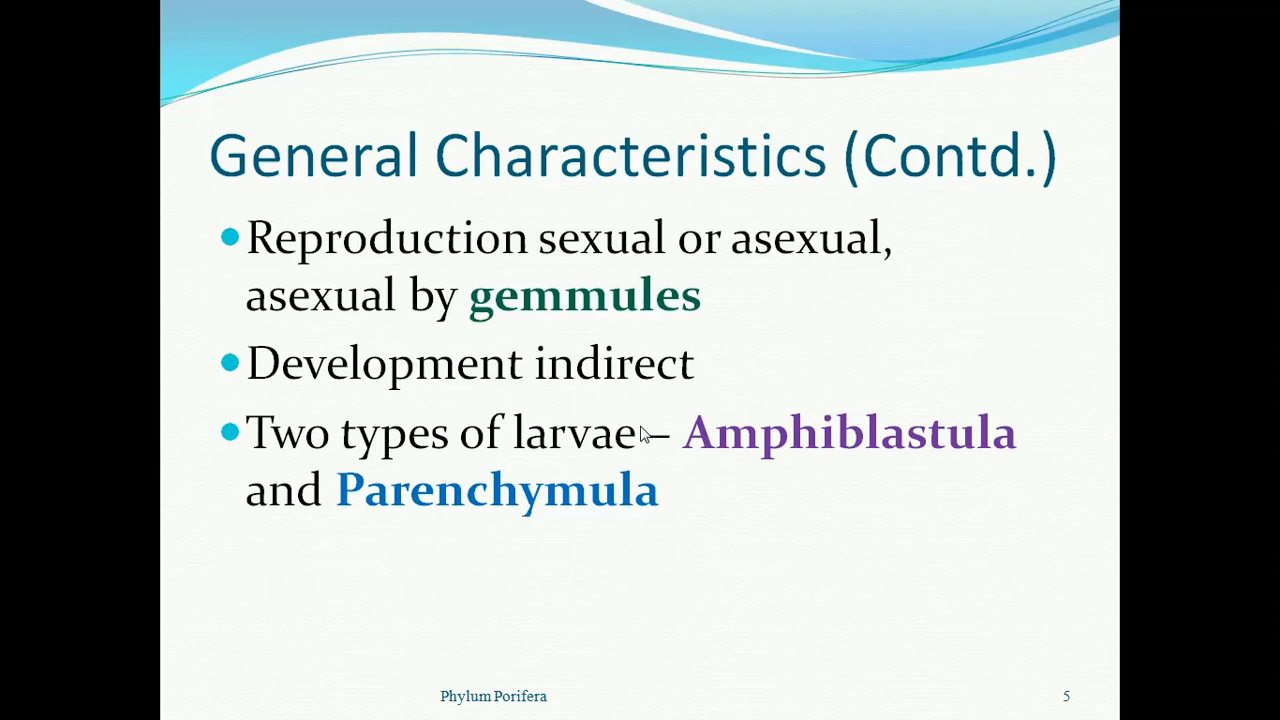 General Characteristics (Contd.)
• Reproduction sexual or asexual,
asexual by gemmules
• Development indirect
• Two types of larvae – Amphiblastula
and Parenchymula
Phylum Porifera
5